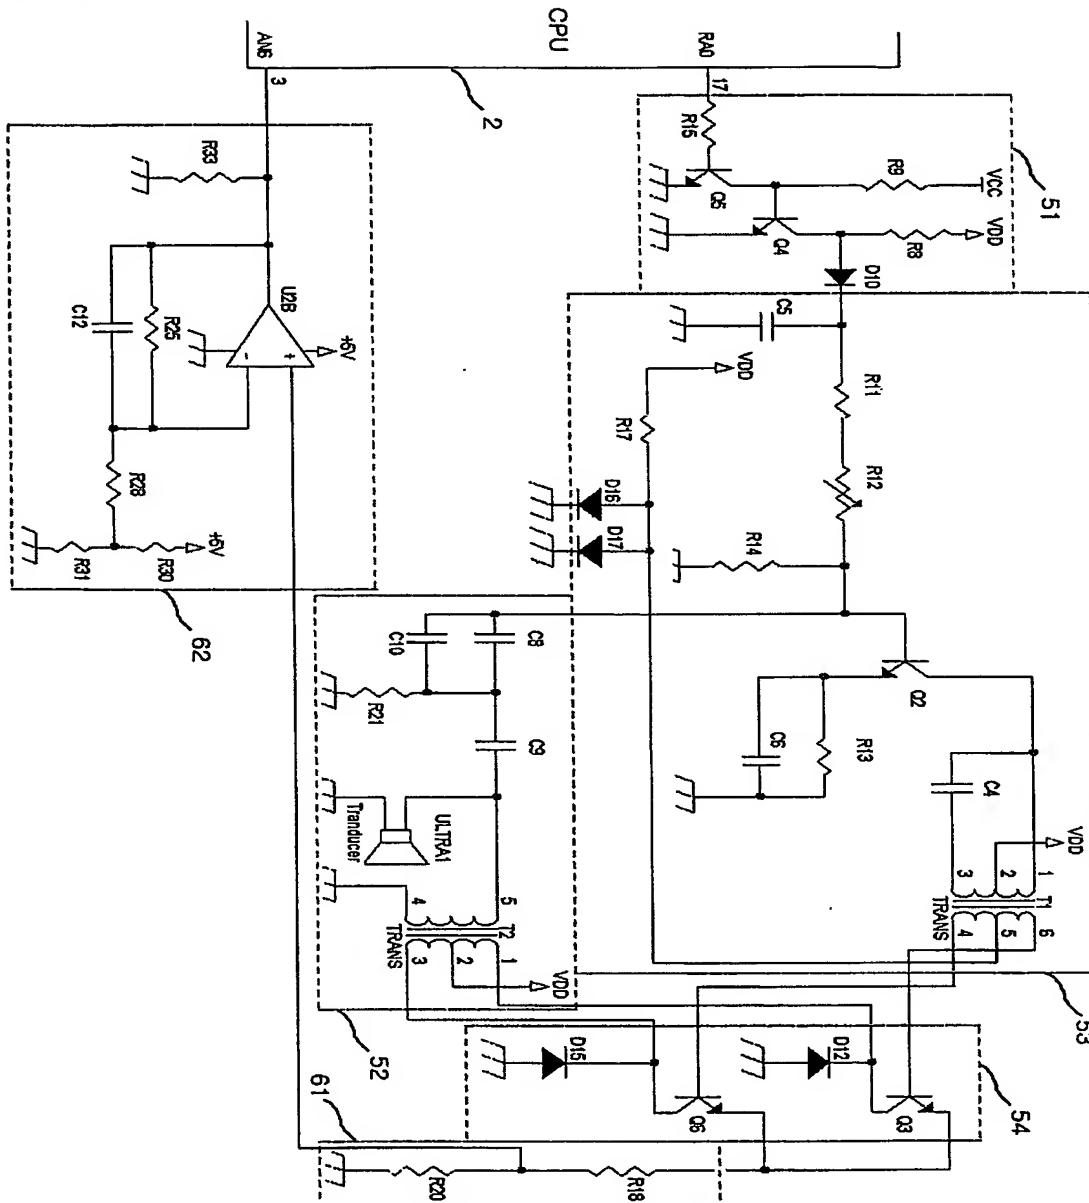 CPU
AN6
3
2
RA0
17
R15
Q5
R9
VCC
51
Q4
R8
VDD
D10
R33
C12
R25
U2B
+5V
-
+
R28
R31
R30
+5V
62
C5
R11
VDD
R17
R12
D16
D17
R14
C10
C8
R21
C9
Q2
C6
R13
C4
VDD
1
2
3
T1
TRANS
6
5
4
ULTRA1
Tranducer
5
4
T2
TRANS
1
2
3
VDD
53
52
D15
D12
Q6
Q3
54
61
R20
R18